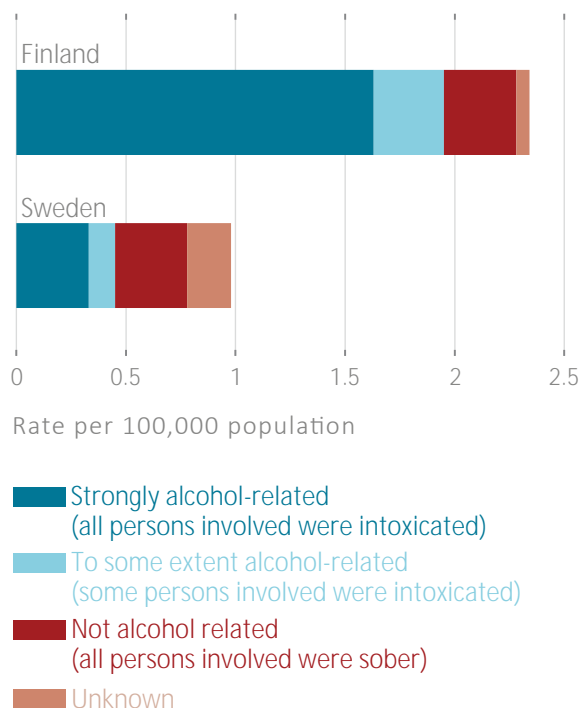 Finland
Sweden
0 0.5 1 1.5 2 2.5
Rate per 100,000 population
Strongly alcohol-related
(all persons involved were intoxicated)
To some extent alcohol-related
(some persons involved were intoxicated)
Not alcohol related
(all persons involved were sober)
Unknown